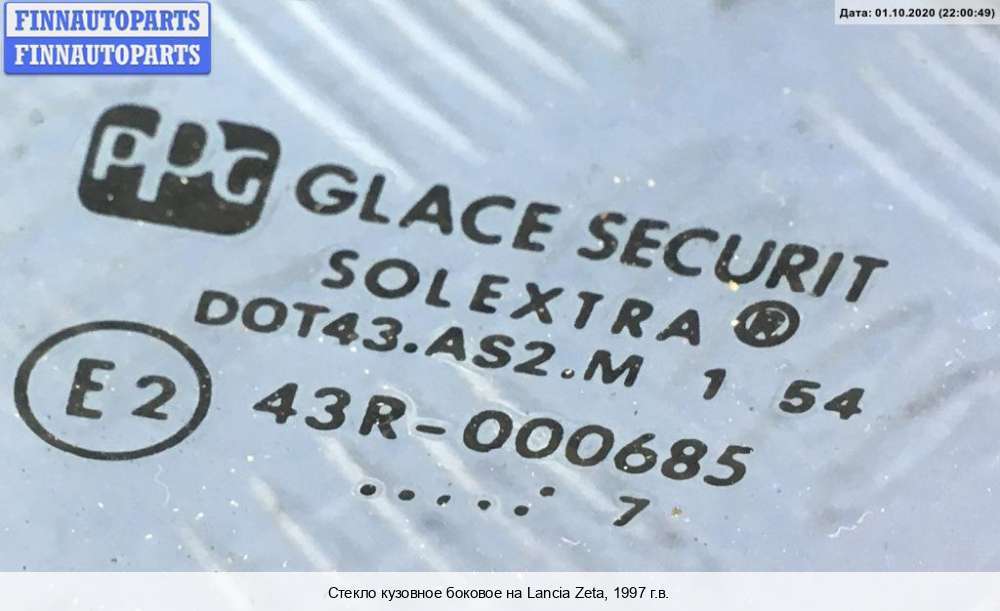 FINNAUTOPARTS
FINNAUTOPARTS
Дата: 01.10.2020 (22:00:49)
PPG GLACE SECURIT
SOLEXTRA ®
DOT43.AS2.M 1 54
E2 43R-000685
..... 7
Стекло кузовное боковое на Lancia Zeta, 1997 г.в.